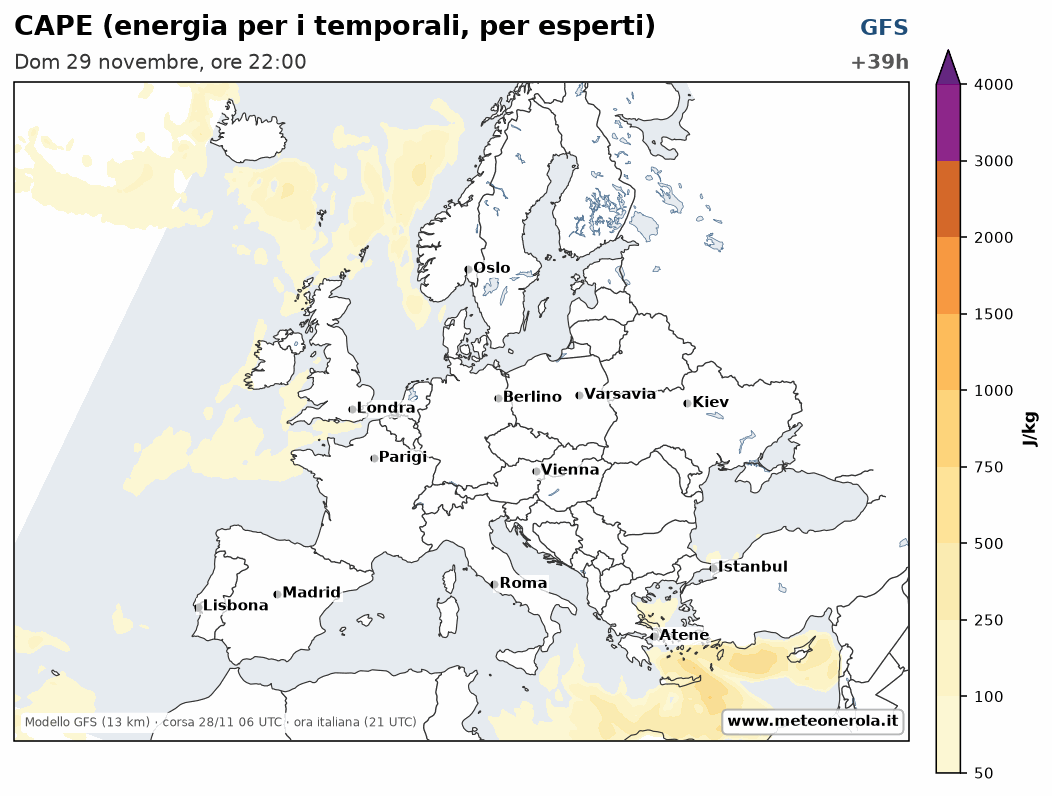 CAPE (energia per i temporali, per esperti)
GFS
Dom 29 novembre, ore 22:00
+39h
4000
3000
2000
1500
1000
750
500
250
100
50
J/kg
Oslo
Londra
Berlino
Varsavia
Kiev
Parigi
Vienna
Istanbul
Roma
Madrid
Lisbona
Atene
Modello GFS (13 km) · corsa 28/11 06 UTC · ora italiana (21 UTC)
www.meteonerola.it